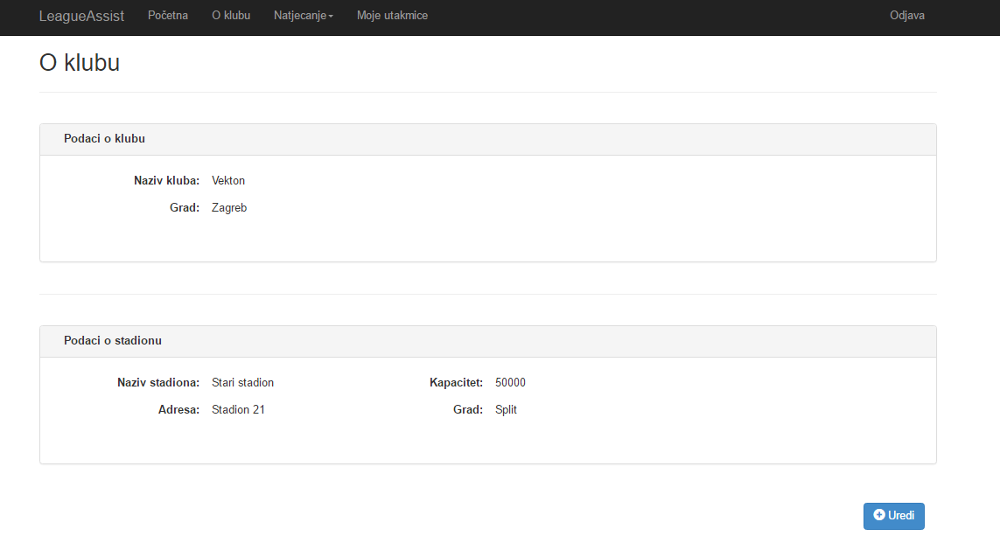 LeagueAssist Početna O klubu Natjecanje Moje utakmice Odjava
O klubu
Podaci o klubu
Naziv kluba: Vekton
Grad: Zagreb
Podaci o stadionu
Naziv stadiona: Stari stadion Kapacitet: 50000
Adresa: Stadion 21 Grad: Split
Uredi